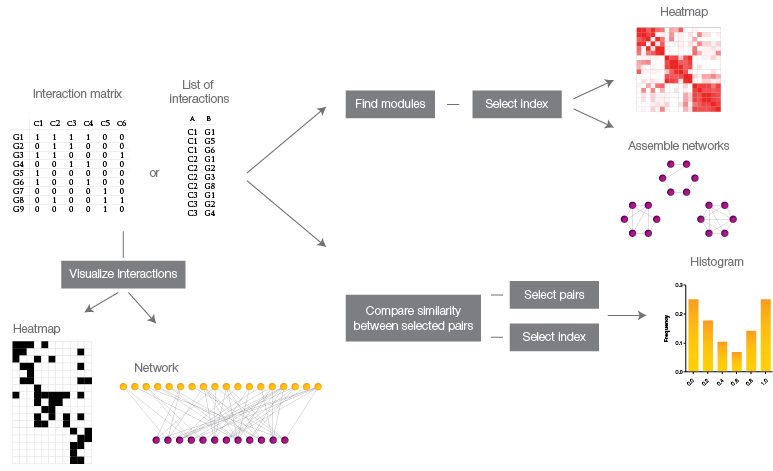 Heatmap
Interaction matrix
List of
interactions
c1 c2 c3 c4 c5 c6
G1 1 1 1 1 0 0
G2 0 1 1 0 0 0
G3 1 1 0 0 0 1
G4 0 0 1 1 0 0
G5 1 0 0 0 0 0
G6 1 0 0 1 0 0
G7 0 0 0 0 1 0
G8 0 1 0 0 1 1
G9 0 0 0 0 1 0
or
A B
C1 G1
C1 G5
C1 G6
C2 G1
C2 G2
C2 G3
C2 G8
C3 G1
C3 G2
C3 G4
Find modules
Select index
Assemble networks
Visualize Interactions
Compare similarity
between selected pairs
Select pairs
Select index
Histogram
Frequency
0.3
0.2
0.1
0.0
0.0 0.2 0.4 0.6 0.8 1.0
Heatmap
Network